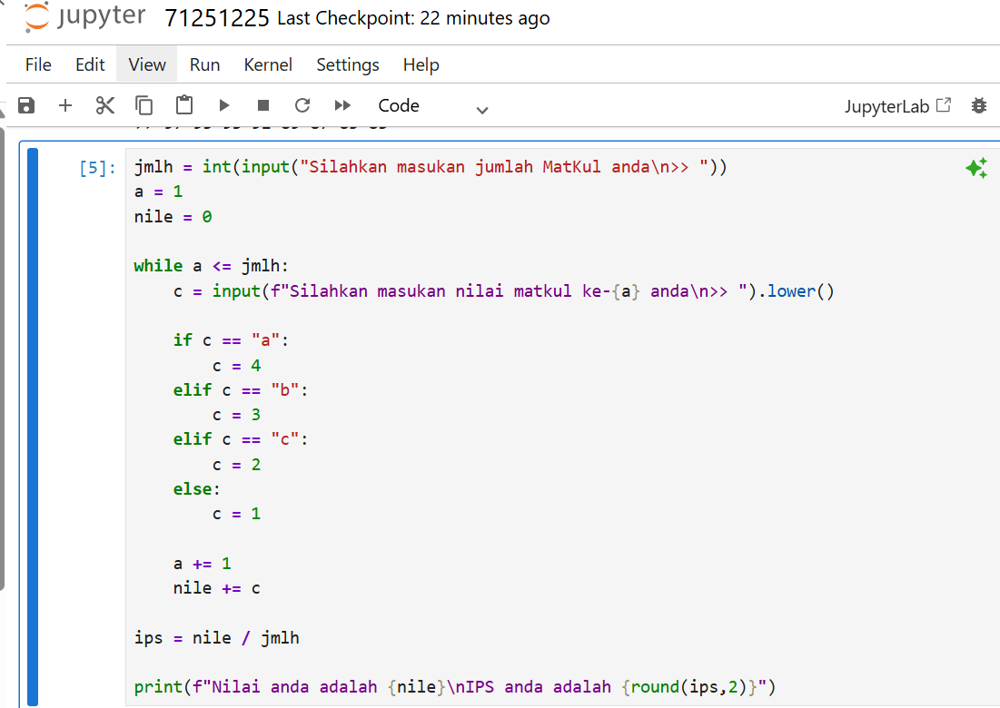 jupyter 71251225 Last Checkpoint: 22 minutes ago
File Edit View Run Kernel Settings Help
Code JupyterLab
[5]: jmlh = int(input("Silahkan masukan jumlah MatKul anda\n>> "))
a = 1
nile = 0
while a <= jmlh:
    c = input(f"Silahkan masukan nilai matkul ke-{a} anda\n>> ").lower()
    if c == "a":
        c = 4
    elif c == "b":
        c = 3
    elif c == "c":
        c = 2
    else:
        c = 1
    a += 1
    nile += c
ips = nile / jmlh
print(f"Nilai anda adalah {nile}\nIPS anda adalah {round(ips,2)}")